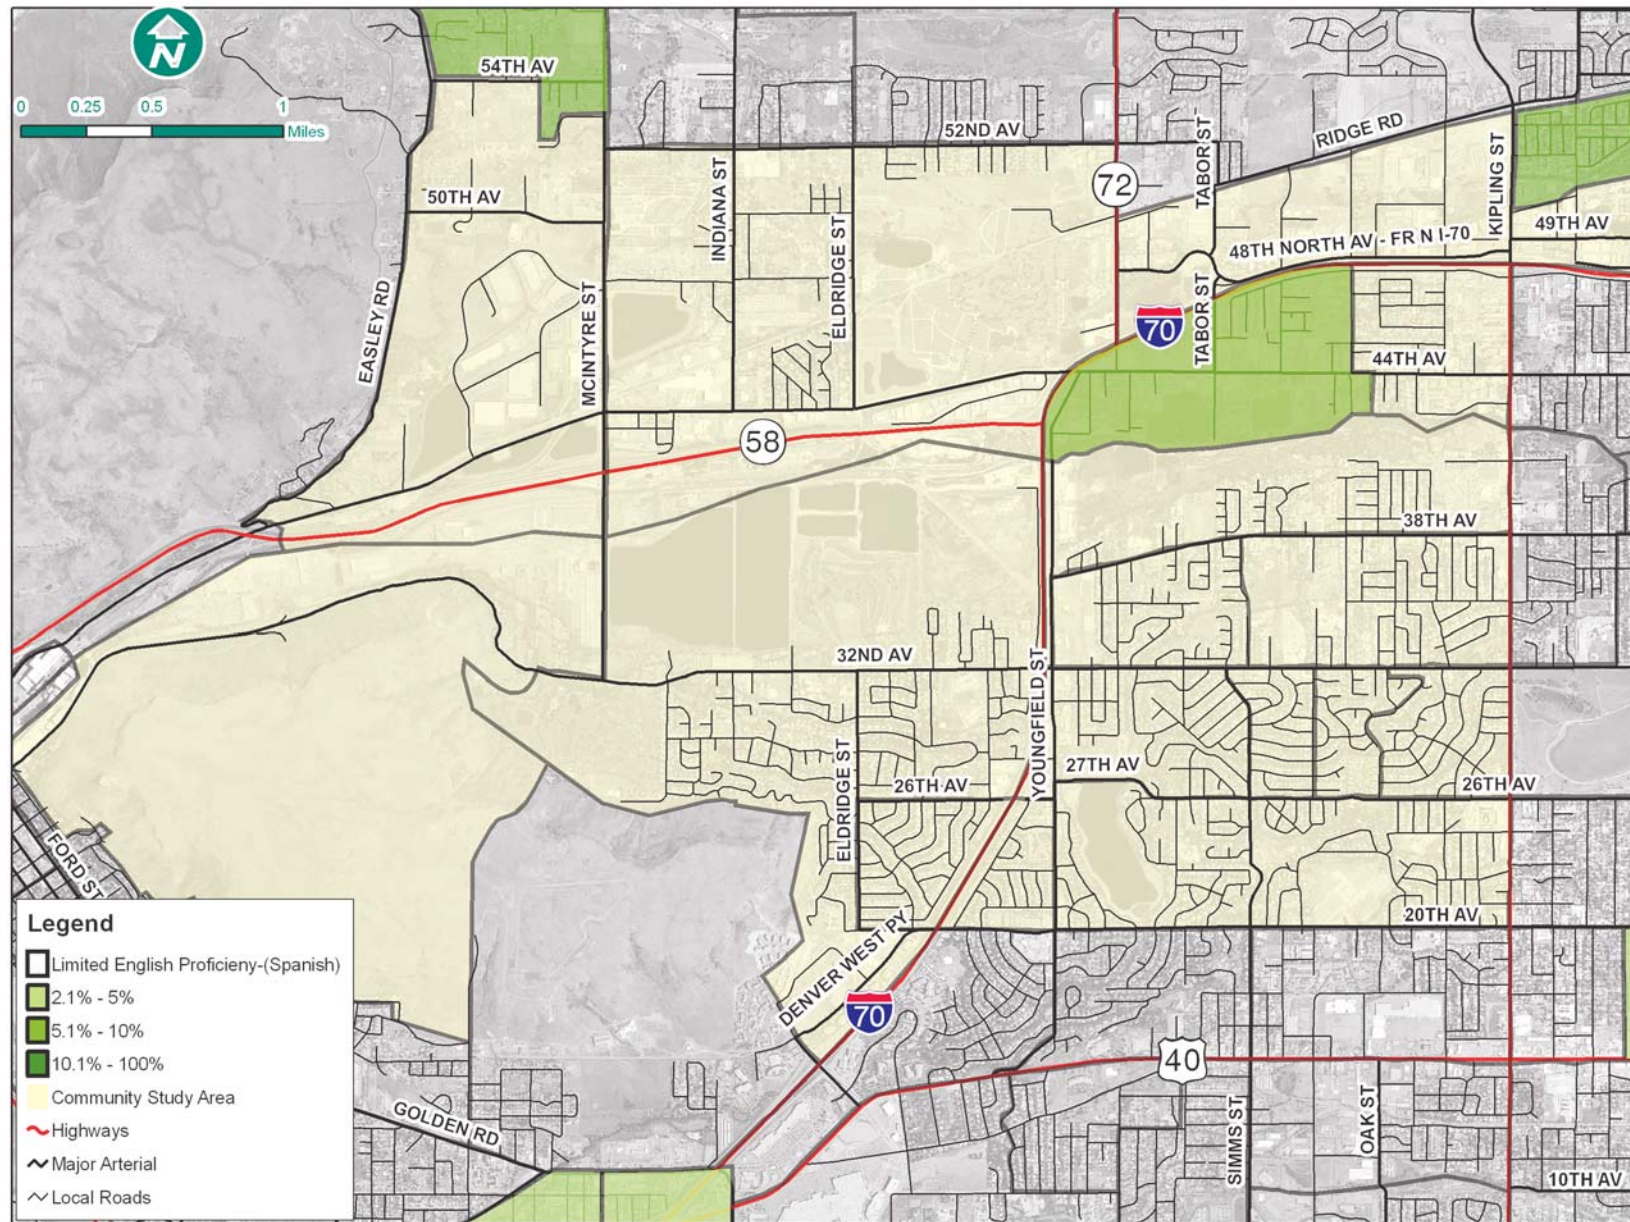 N
54TH AV
0 0.25 0.5 1
Miles
52ND AV
TABOR ST
RIDGE RD
KIPLING ST
72
50TH AV
INDIANA ST
ELDRIDGE ST
49TH AV
48TH NORTH AV - FR N I-70
EASLEY RD
MCINTYRE ST
70
TABOR ST
44TH AV
58
38TH AV
32ND AV
YOUNGFIELD ST
ELDRIDGE ST
26TH AV
27TH AV
26TH AV
FORD ST
20TH AV
DENVER WEST PY
70
40
GOLDEN RD
SIMMS ST
OAK ST
10TH AV
Legend
Limited English Proficieny-(Spanish)
2.1% - 5%
5.1% - 10%
10.1% - 100%
Community Study Area
Highways
Major Arterial
Local Roads